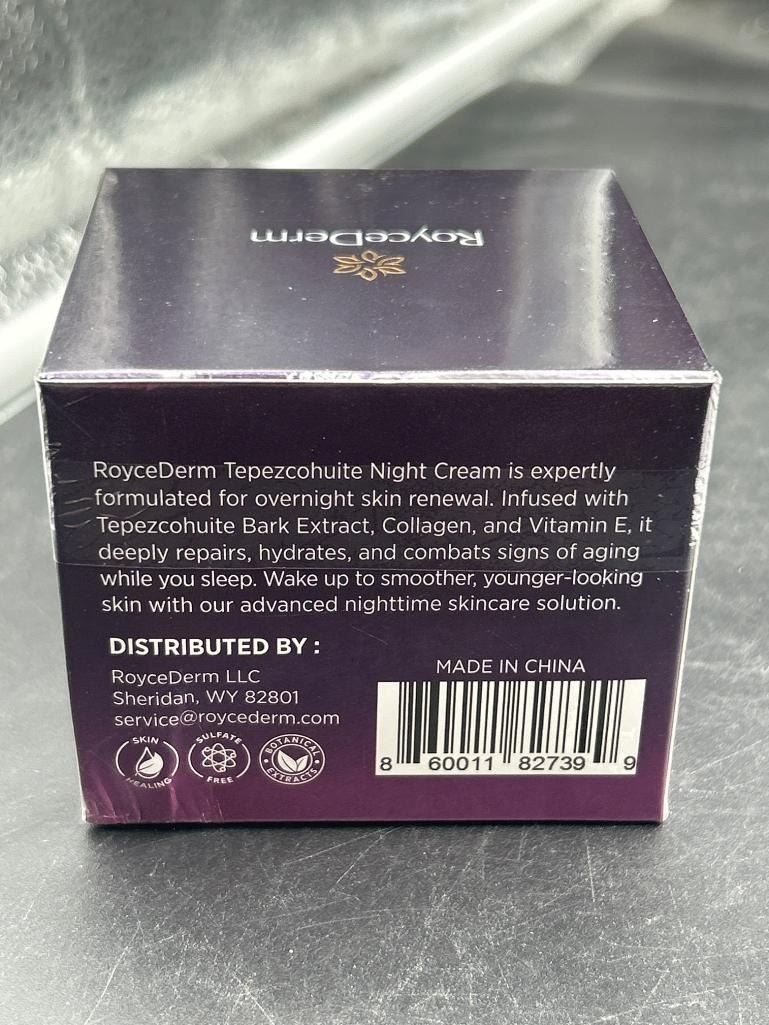 RoyceDerm
RoyceDerm Tepezcohuite Night Cream is expertly
formulated for overnight skin renewal. Infused with
Tepezcohuite Bark Extract, Collagen, and Vitamin E, it
deeply repairs, hydrates, and combats signs of aging
while you sleep. Wake up to smoother, younger-looking
skin with our advanced nighttime skincare solution.
DISTRIBUTED BY :
RoyceDerm LLC
Sheridan, WY 82801
service@roycederm.com
SKIN HEALING
SULFATE FREE
BOTANICAL EXTRACTS
MADE IN CHINA
8 60011 82739 9